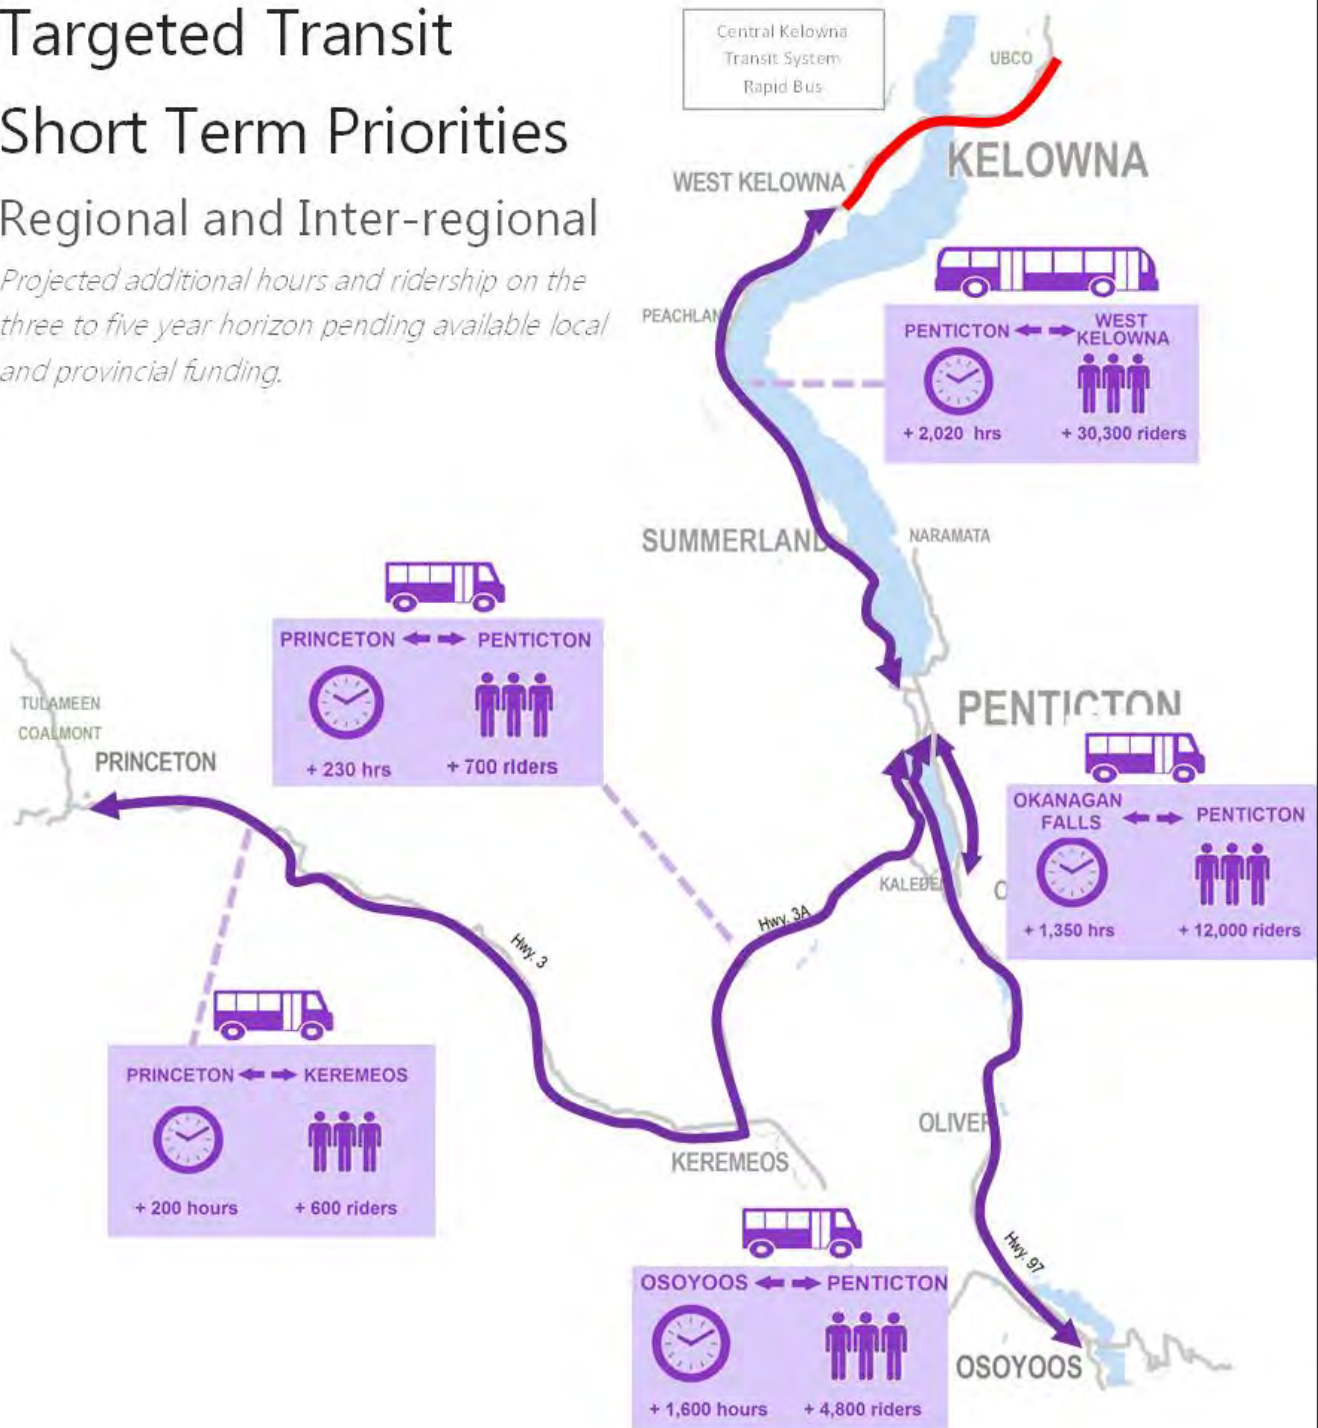 Targeted Transit
Short Term Priorities
Regional and Inter-regional
Projected additional hours and ridership on the
three to five year horizon pending available local
and provincial funding.
Central Kelowna
Transit System
Rapid Bus
UBCO
KELOWNA
WEST KELOWNA
PEACHLAN
PENTICTON
WEST
KELOWNA
+ 2,020 hrs
+ 30,300 riders
SUMMERLAND
NARAMATA
PRINCETON
PENTICTON
+ 230 hrs
+ 700 riders
TULAMEEN
COALMONT
PRINCETON
PENTICTON
OKANAGAN
FALLS
PENTICTON
+ 1,350 hrs
+ 12,000 riders
KALEDEN
Hwy. 3A
Hwy. 3
PRINCETON
KEREMEOS
+ 200 hours
+ 600 riders
KEREMEOS
OLIVER
Hwy. 97
OSOYOOS
PENTICTON
+ 1,600 hours
+ 4,800 riders
OSOYOOS